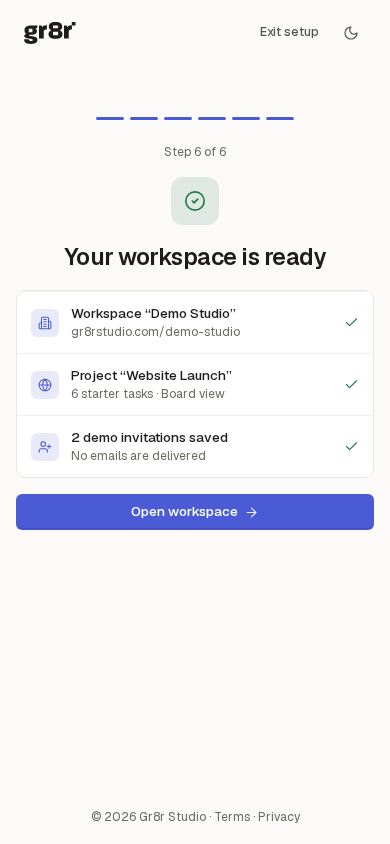 gr8r
Exit setup
Step 6 of 6
Your workspace is ready
Workspace “Demo Studio”
gr8rstudio.com/demo-studio
Project “Website Launch”
6 starter tasks · Board view
2 demo invitations saved
No emails are delivered
Open workspace
© 2026 Gr8r Studio · Terms · Privacy